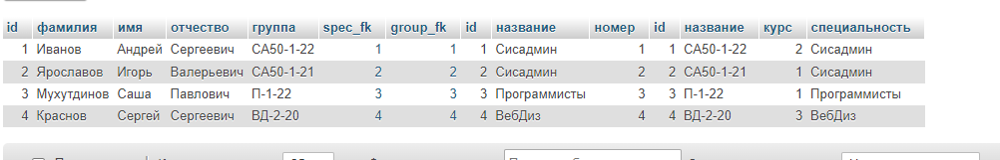 id фамилия имя отчество группа spec_fk group_fk id название номер id название курс специальность
1 Иванов Андрей Сергеевич СА50-1-22 1 1 1 Сисадмин 1 1 СА50-1-22 2 Сисадмин
2 Ярославов Игорь Валерьевич СА50-1-21 2 2 2 Сисадмин 2 2 СА50-1-21 1 Сисадмин
3 Мухутдинов Саша Павлович П-1-22 3 3 3 Программисты 3 3 П-1-22 1 Программисты
4 Краснов Сергей Сергеевич ВД-2-20 4 4 4 ВебДиз 4 4 ВД-2-20 3 ВебДиз